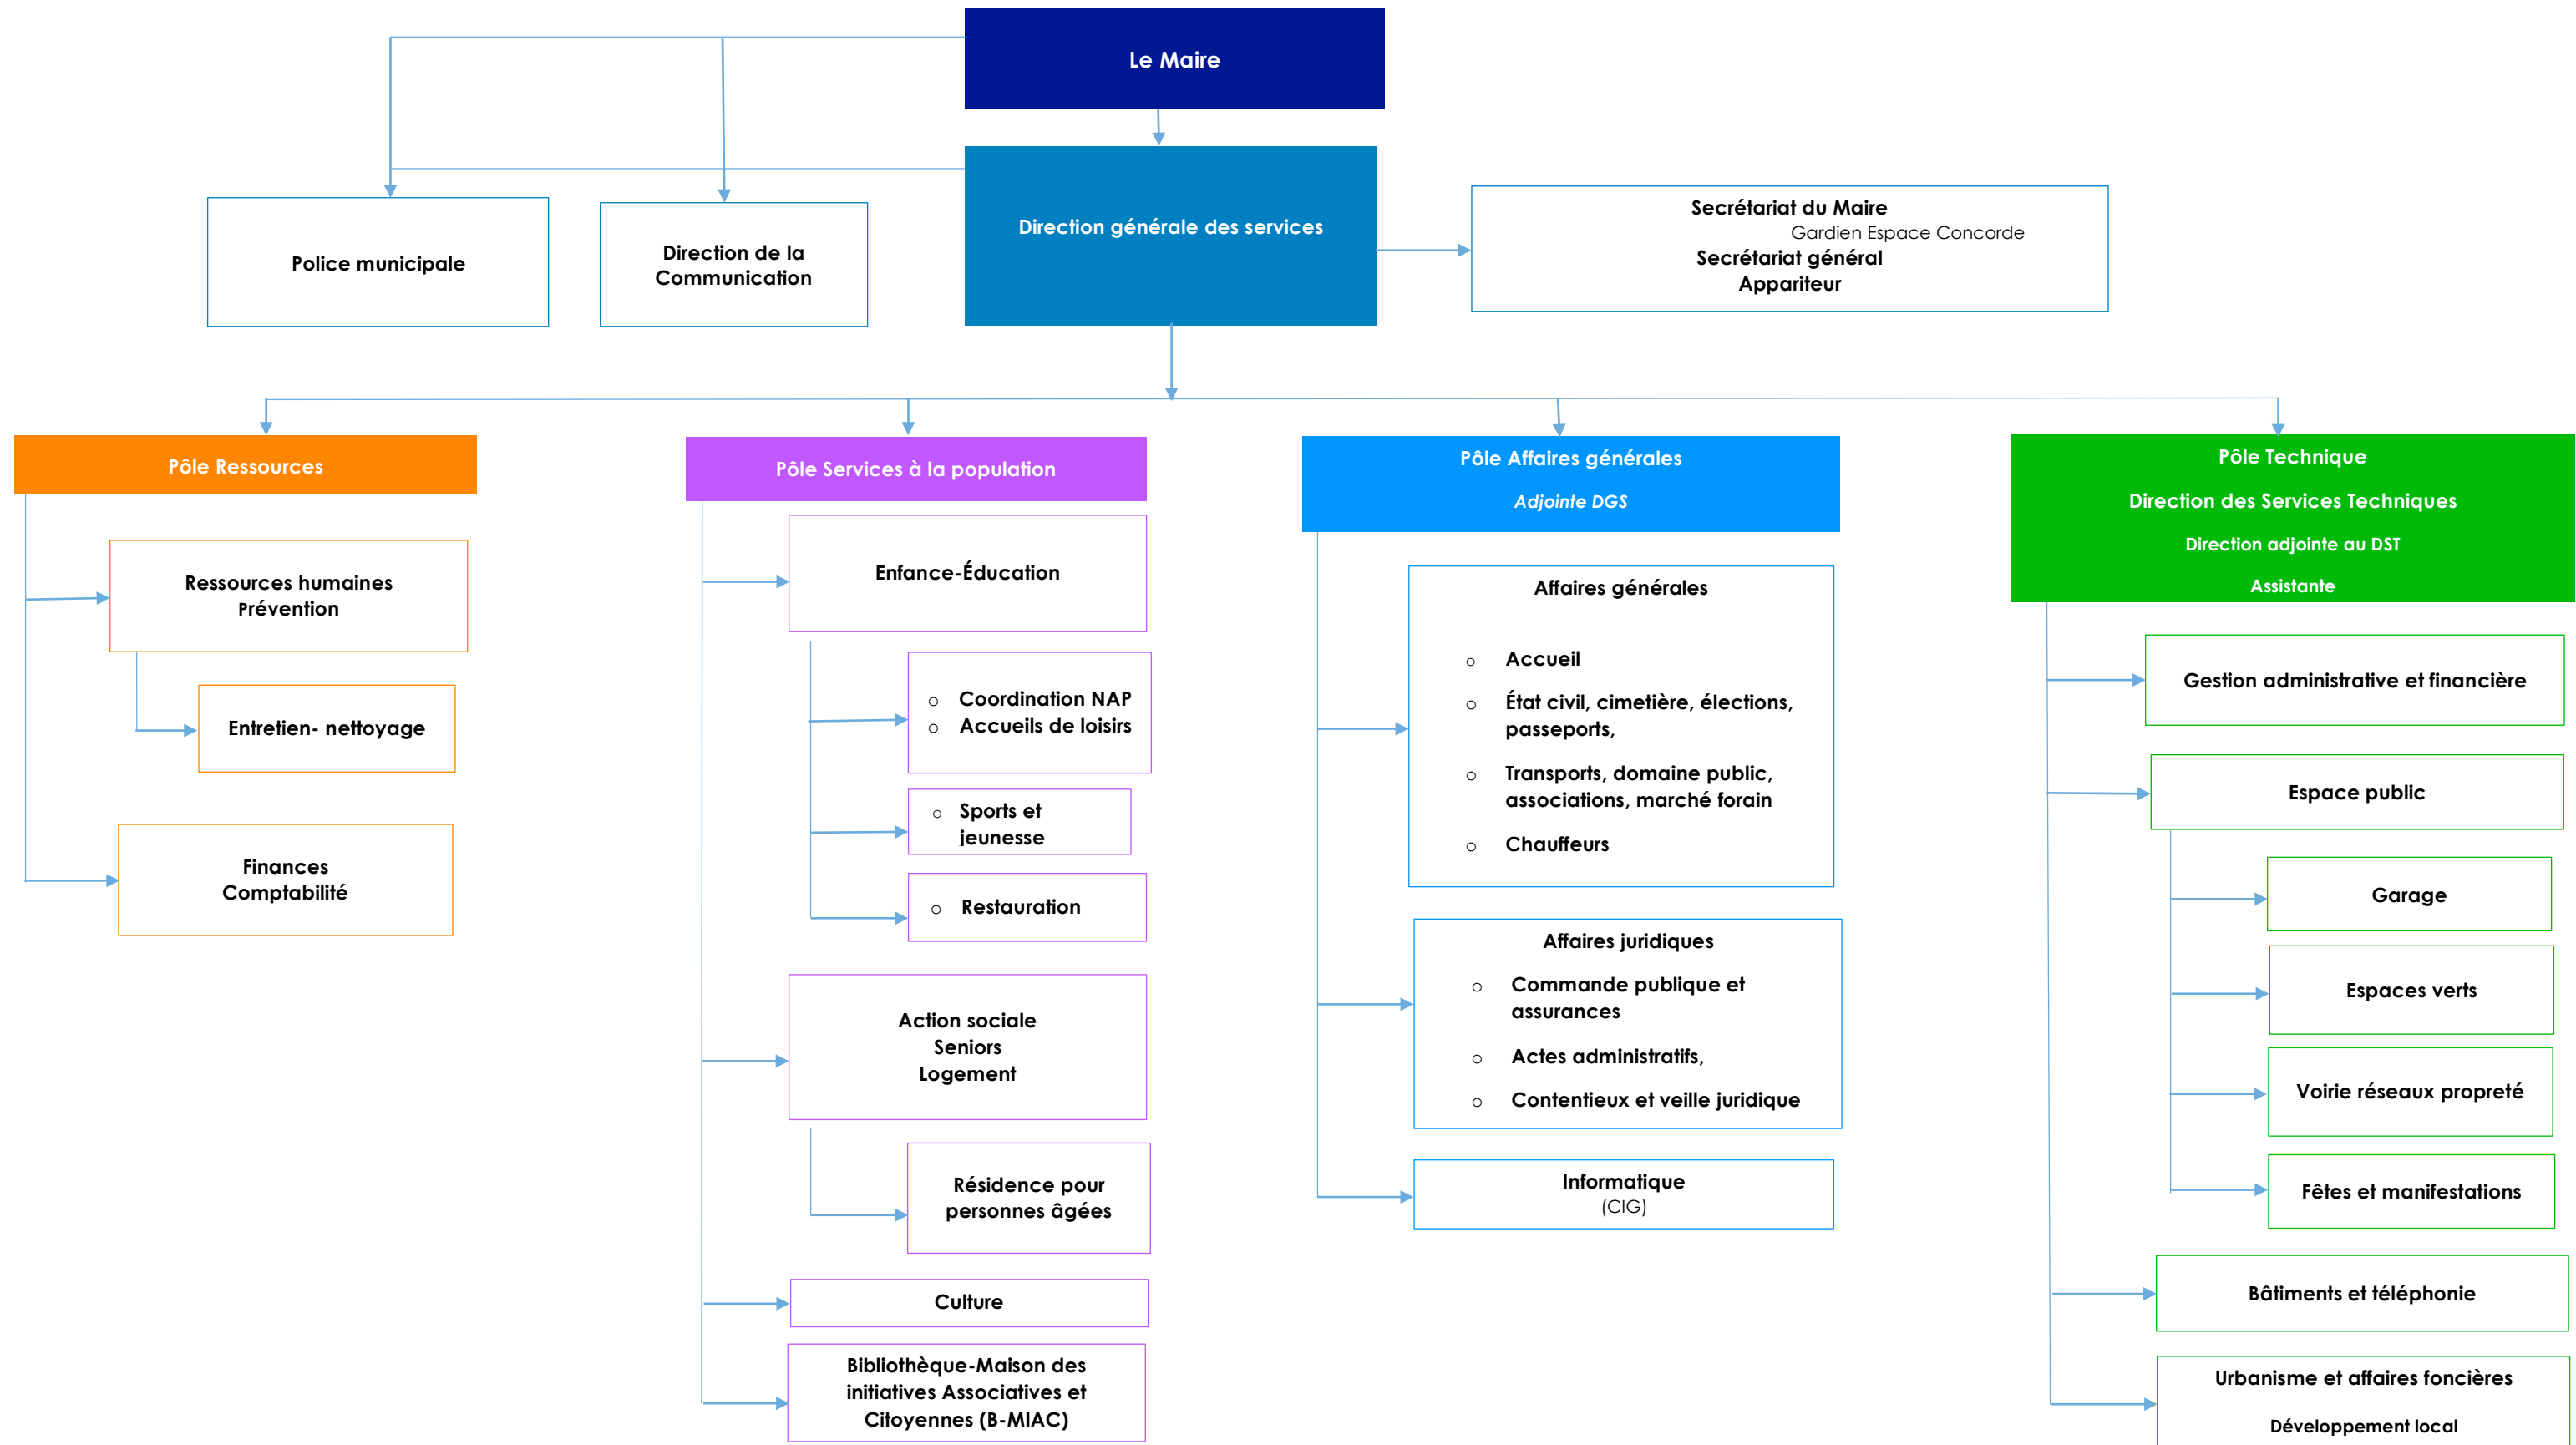 Le Maire
Direction générale des services
Police municipale
Direction de la
Communication
Secrétariat du Maire
Gardien Espace Concorde
Secrétariat général
Appariteur
Pôle Ressources
Ressources humaines
Prévention
Entretien- nettoyage
Finances
Comptabilité
Pôle Services à la population
Enfance-Éducation
o Coordination NAP
o Accueils de loisirs
o Sports et
jeunesse
o Restauration
Action sociale
Seniors
Logement
Résidence pour
personnes âgées
Culture
Bibliothèque-Maison des
initiatives Associatives et
Citoyennes (B-MIAC)
Pôle Affaires générales
Adjointe DGS
Affaires générales
o Accueil
o État civil, cimetière, élections,
passeports,
o Transports, domaine public,
associations, marché forain
o Chauffeurs
Affaires juridiques
o Commande publique et
assurances
o Actes administratifs,
o Contentieux et veille juridique
Informatique
(CIG)
Pôle Technique
Direction des Services Techniques
Direction adjointe au DST
Assistante
Gestion administrative et financière
Espace public
Garage
Espaces verts
Voirie réseaux propreté
Fêtes et manifestations
Bâtiments et téléphonie
Urbanisme et affaires foncières
Développement local